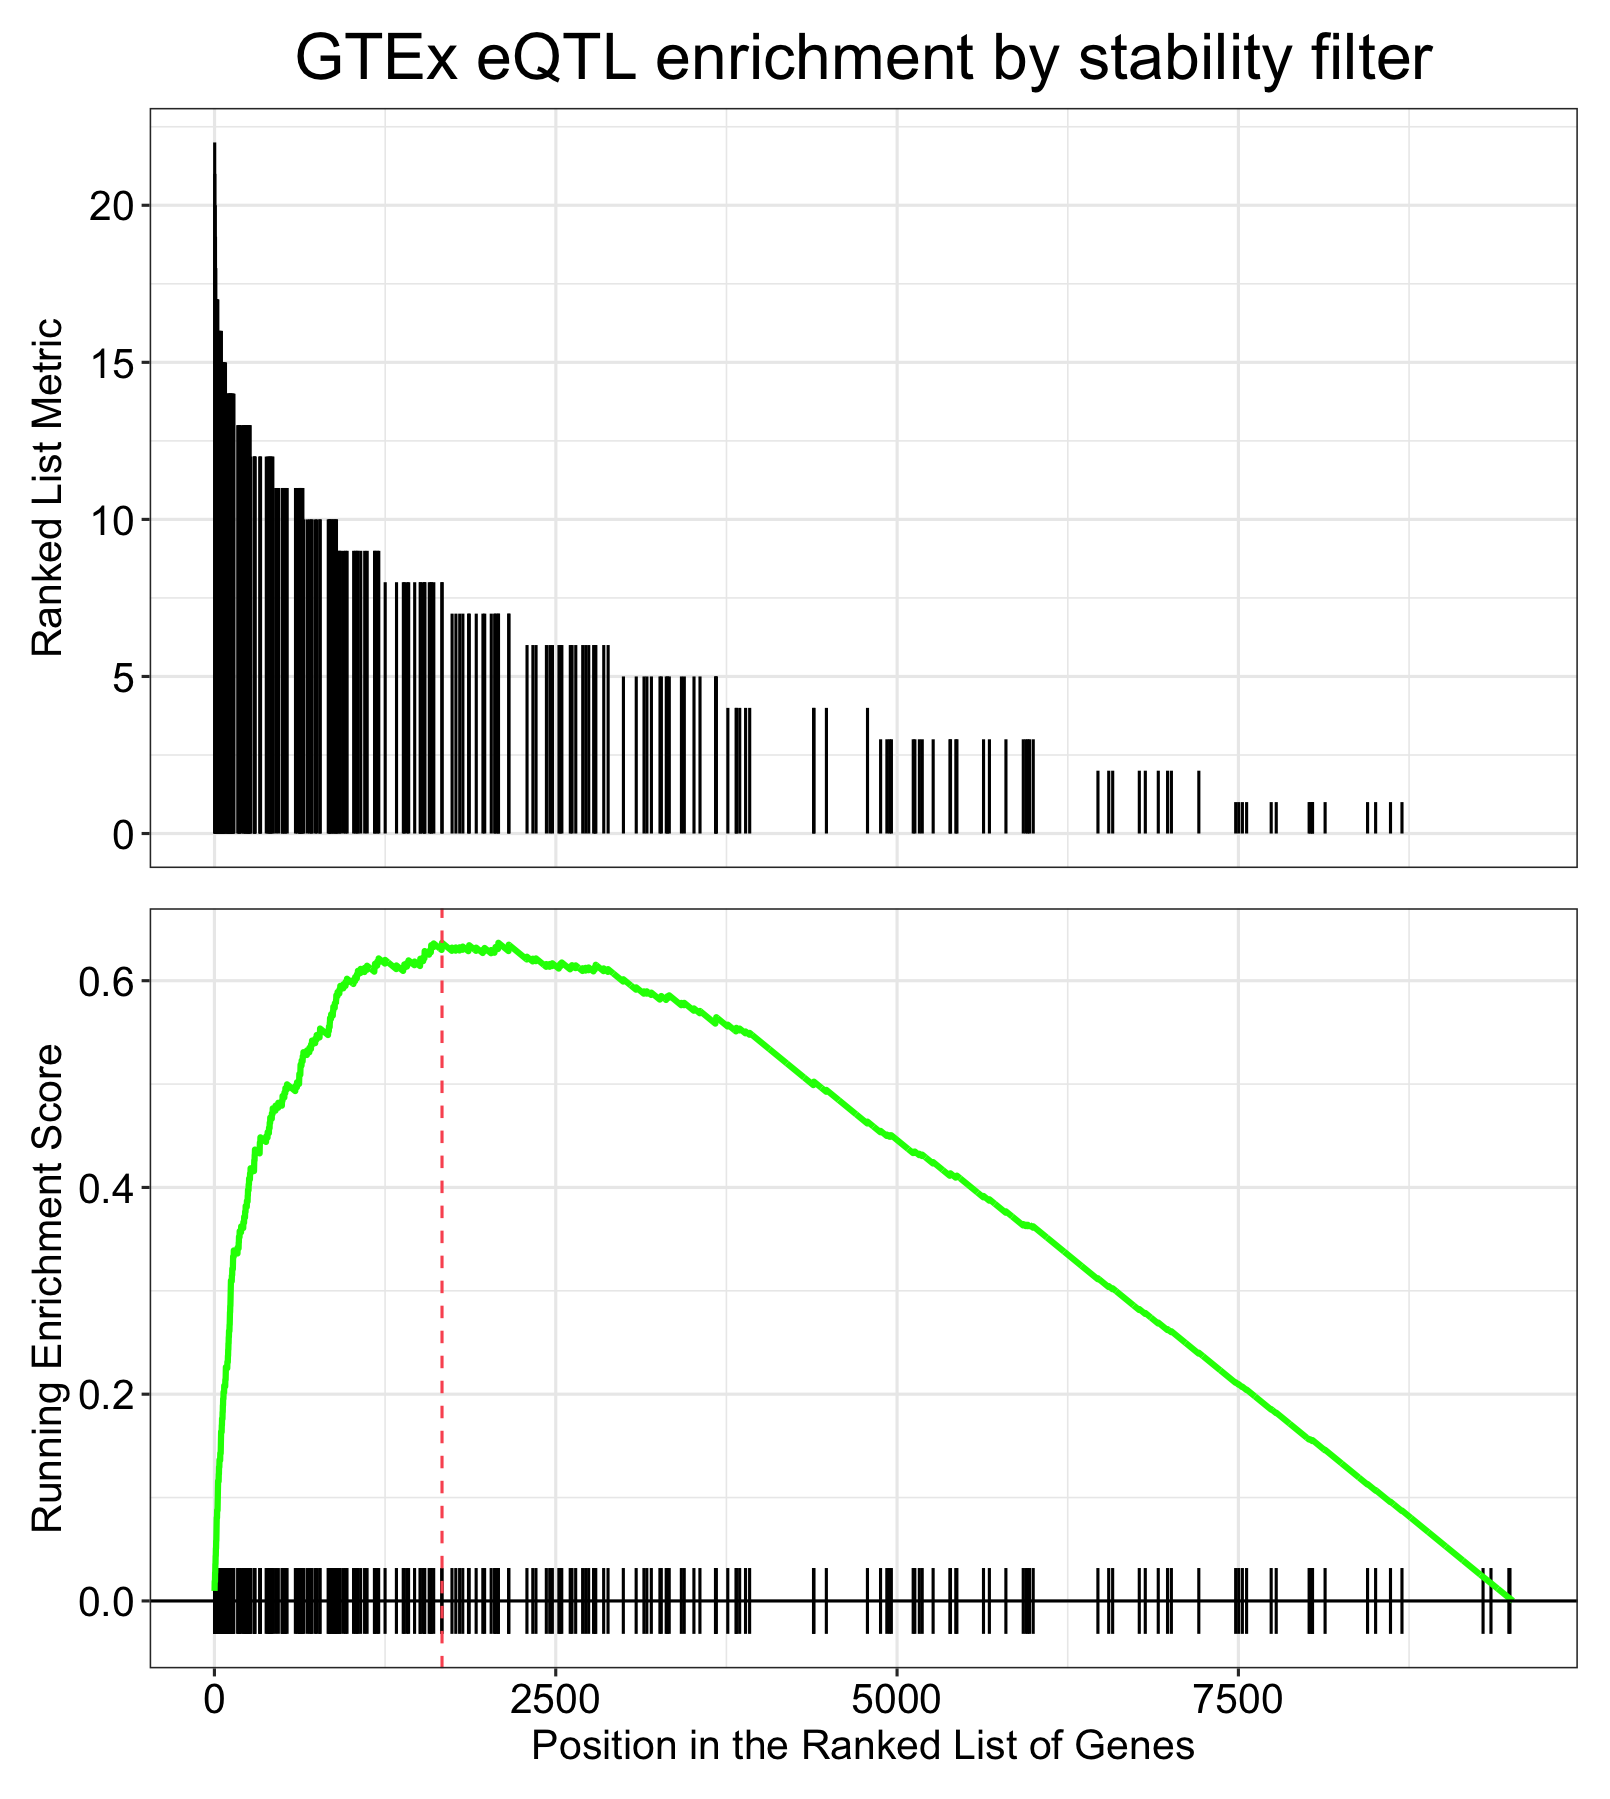 GTEx eQTL enrichment by stability filter
Ranked List Metric
20
15
10
5
0
Running Enrichment Score
0.6
0.4
0.2
0.0
0 2500 5000 7500
Position in the Ranked List of Genes